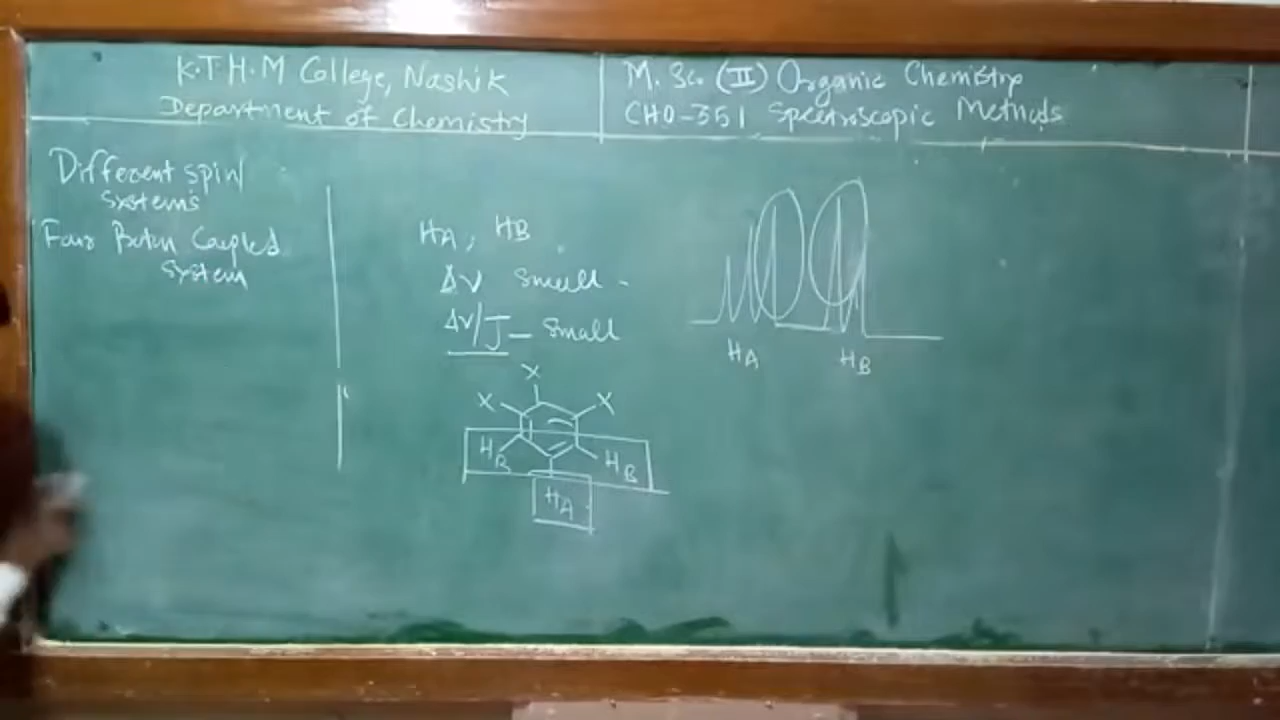 K.T.H.M College, Nashik
Department of Chemistry
M. Sc. (II) Organic Chemistry
CHO-351 Spectroscopic Methods
Different spin
systems
Four Proton Coupled
System
HA, HB
Δν small
Δν/J - small
X
X
X
HB
HB
HA
HA
HB